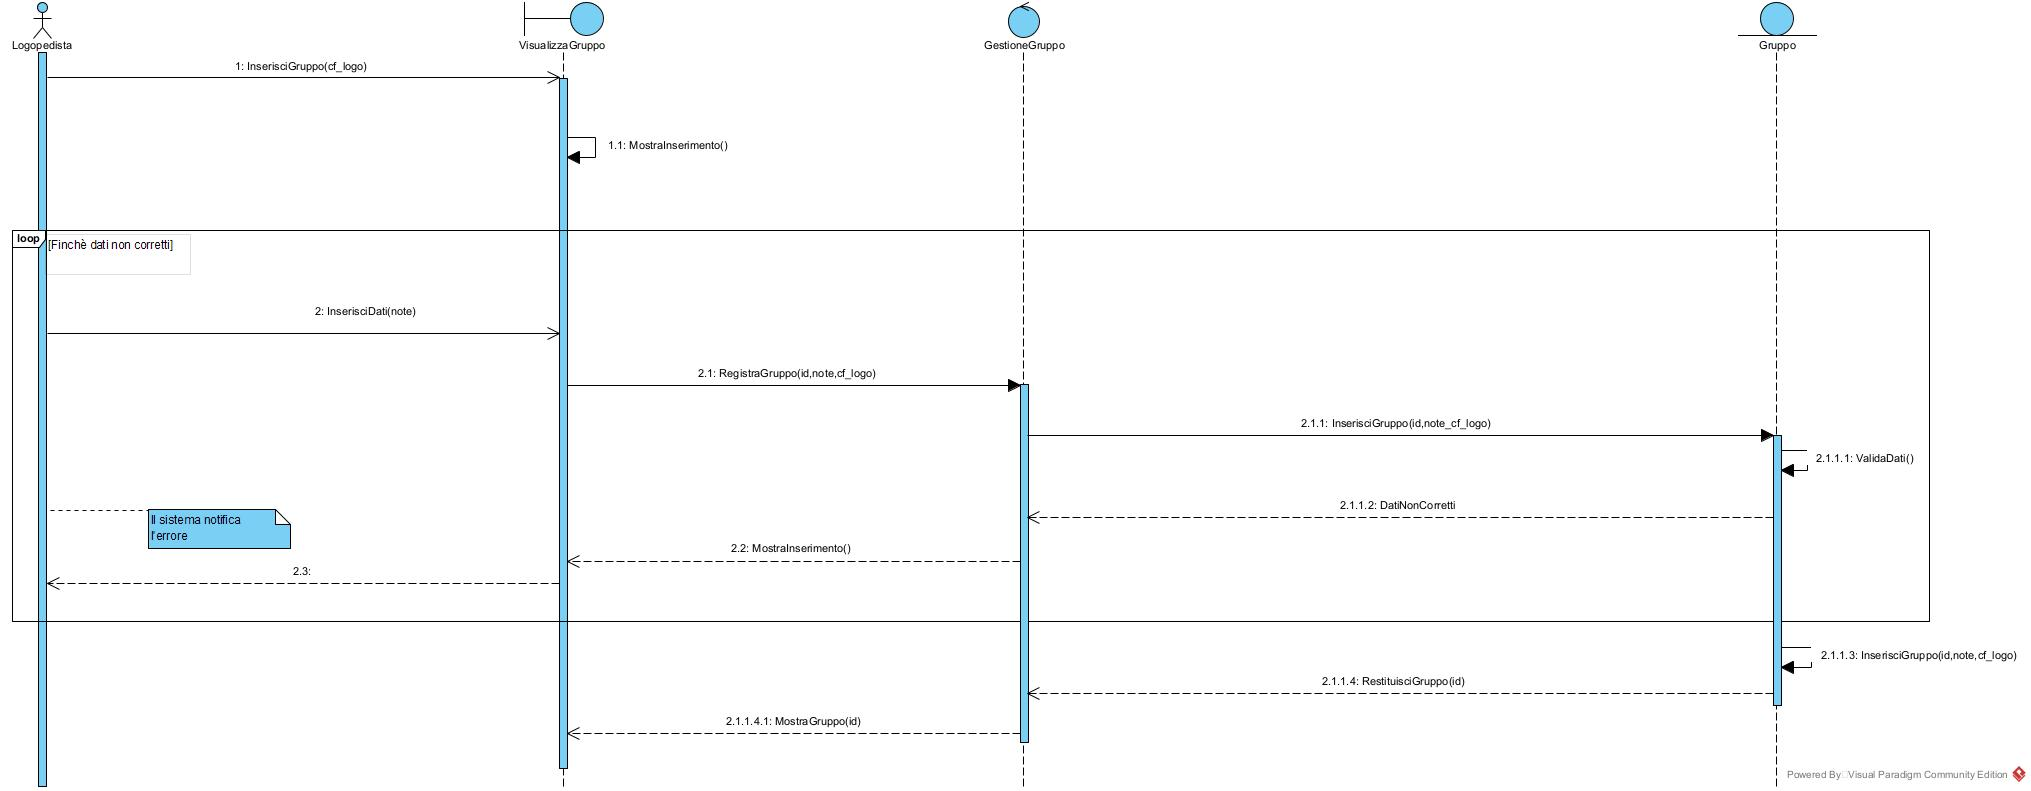 Logopedista
VisualizzaGruppo
GestioneGruppo
Gruppo
1: InserisciGruppo(cf_logo)
1.1: MostraInserimento()
loop
[Finchè dati non corretti]
2: InserisciDati(note)
2.1: RegistraGruppo(id,note,cf_logo)
2.1.1: InserisciGruppo(id,note_cf_logo)
2.1.1.1: ValidaDati()
2.1.1.2: DatiNonCorretti
Il sistema notifica
l'errore
2.2: MostraInserimento()
2.3:
2.1.1.3: InserisciGruppo(id,note,cf_logo)
2.1.1.4: RestituisciGruppo(id)
2.1.1.4.1: MostraGruppo(id)
Powered By Visual Paradigm Community Edition